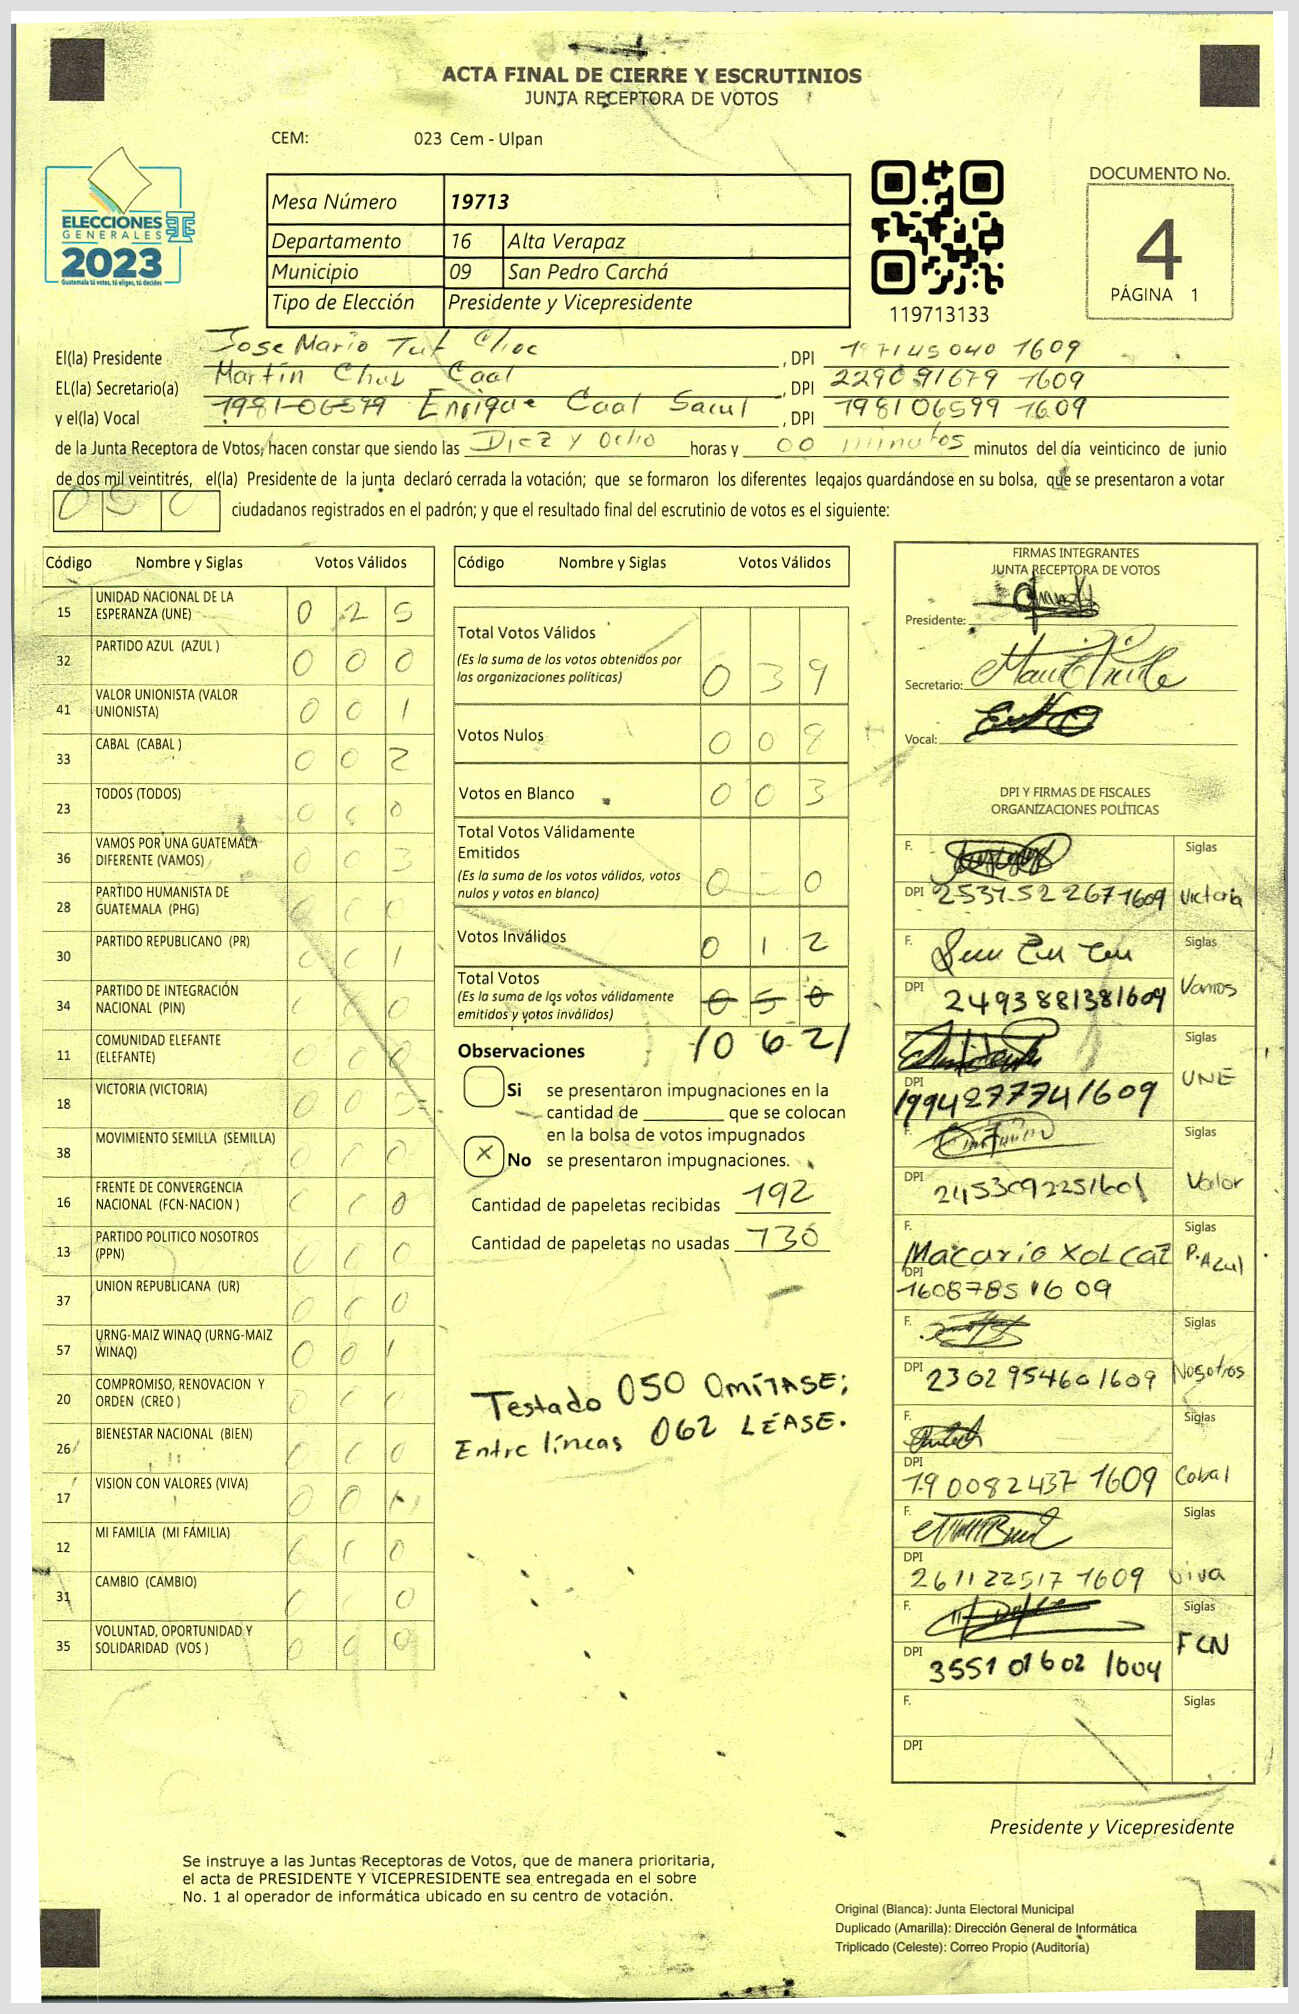 ACTA FINAL DE CIERRE Y ESCRUTINIOS
JUNTA RECEPTORA DE VOTOS
CEM: 023 Cem - Ulpan
ELECCIONES
GENERALES
2023
Guatemala tú votas, tú eliges, tú decides
Mesa Número 19713
Departamento 16 Alta Verapaz
Municipio 09 San Pedro Carchá
Tipo de Elección Presidente y Vicepresidente
119713133
DOCUMENTO No.
4
PÁGINA 1
El(la) Presidente Jose Mario Tut Choc, DPI 197145040 1609
EL(la) Secretario(a) Martín Chub Caal, DPI 229091679 1609
y el(la) Vocal 1981-06599 Enrique Caal Sacul, DPI 198106599 1609
de la Junta Receptora de Votos, hacen constar que siendo las Diez y Ocho horas y 00 minutos minutos del día veinticinco de junio
de dos mil veintitrés, el(la) Presidente de la junta declaró cerrada la votación; que se formaron los diferentes legajos guardándose en su bolsa, que se presentaron a votar
050 ciudadanos registrados en el padrón; y que el resultado final del escrutinio de votos es el siguiente:
Código Nombre y Siglas Votos Válidos
15 UNIDAD NACIONAL DE LA ESPERANZA (UNE) 0 2 5
32 PARTIDO AZUL (AZUL ) 0 0 0
41 VALOR UNIONISTA (VALOR UNIONISTA) 0 0 1
33 CABAL (CABAL ) 0 0 2
23 TODOS (TODOS) 0 0 0
36 VAMOS POR UNA GUATEMALA DIFERENTE (VAMOS) 0 0 3
28 PARTIDO HUMANISTA DE GUATEMALA (PHG) 0 0 0
30 PARTIDO REPUBLICANO (PR) 0 0 1
34 PARTIDO DE INTEGRACIÓN NACIONAL (PIN) 0 0 0
11 COMUNIDAD ELEFANTE (ELEFANTE) 0 0 0
18 VICTORIA (VICTORIA) 0 0
38 MOVIMIENTO SEMILLA (SEMILLA) 0 0 0
16 FRENTE DE CONVERGENCIA NACIONAL (FCN-NACION ) 0 0 0
13 PARTIDO POLITICO NOSOTROS (PPN) 0 0 0
37 UNION REPUBLICANA (UR) 0 0 0
57 URNG-MAIZ WINAQ (URNG-MAIZ WINAQ) 0 0 1
20 COMPROMISO, RENOVACION Y ORDEN (CREO ) 0 0
26 BIENESTAR NACIONAL (BIEN) 0 0 0
17 VISION CON VALORES (VIVA) 0 0
12 MI FAMILIA (MI FAMILIA) 0 0 0
31 CAMBIO (CAMBIO) 0 0 0
35 VOLUNTAD, OPORTUNIDAD Y SOLIDARIDAD (VOS ) 0 0 0
Código Nombre y Siglas Votos Válidos
Total Votos Válidos 0 3 9
(Es la suma de los votos obtenidos por
las organizaciones politicas)
Votos Nulos 0 0 8
Votos en Blanco 0 0 3
Total Votos Válidamente
Emitidos
(Es la suma de los votos válidos, votos
nulos y votos en blanco) 0 0
Votos Inválidos 0 1 2
Total Votos
(Es la suma de los votos válidamente
emitidos y votos inválidos) 0 5 0
/0 6 2/
Observaciones
Si se presentaron impugnaciones en la
cantidad de ________ que se colocan
en la bolsa de votos impugnados
X No se presentaron impugnaciones.
Cantidad de papeletas recibidas 192
Cantidad de papeletas no usadas 130
Testado 050 OMÍTASE;
Entre líneas 062 LÉASE.
FIRMAS INTEGRANTES
JUNTA RECEPTORA DE VOTOS
Presidente:
Secretario:
Vocal:
DPI Y FIRMAS DE FISCALES
ORGANIZACIONES POLÍTICAS
F. Siglas
DPI 2537 52 267 1609 Victoria
F. Siglas
DPI 2493881381609 Vamos
F. Siglas
DPI 1994277741609 UNE
F. Siglas
DPI 2453092251601 Valor
F. Macario XOL Caz Siglas P. Azul
DPI 160878516 09
F. Siglas
DPI 2302954601609 Nosotros
F. Siglas
DPI 190082437 1609 Cabal
F. Siglas
DPI 261122517 1609 Viva
F. Siglas
DPI 3551 01602 1604 FCN
F. Siglas
DPI
Presidente y Vicepresidente
Se instruye a las Juntas Receptoras de Votos, que de manera prioritaria,
el acta de PRESIDENTE Y VICEPRESIDENTE sea entregada en el sobre
No. 1 al operador de informática ubicado en su centro de votación.
Original (Blanca): Junta Electoral Municipal
Duplicado (Amarilla): Dirección General de Informática
Triplicado (Celeste): Correo Propio (Auditoría)